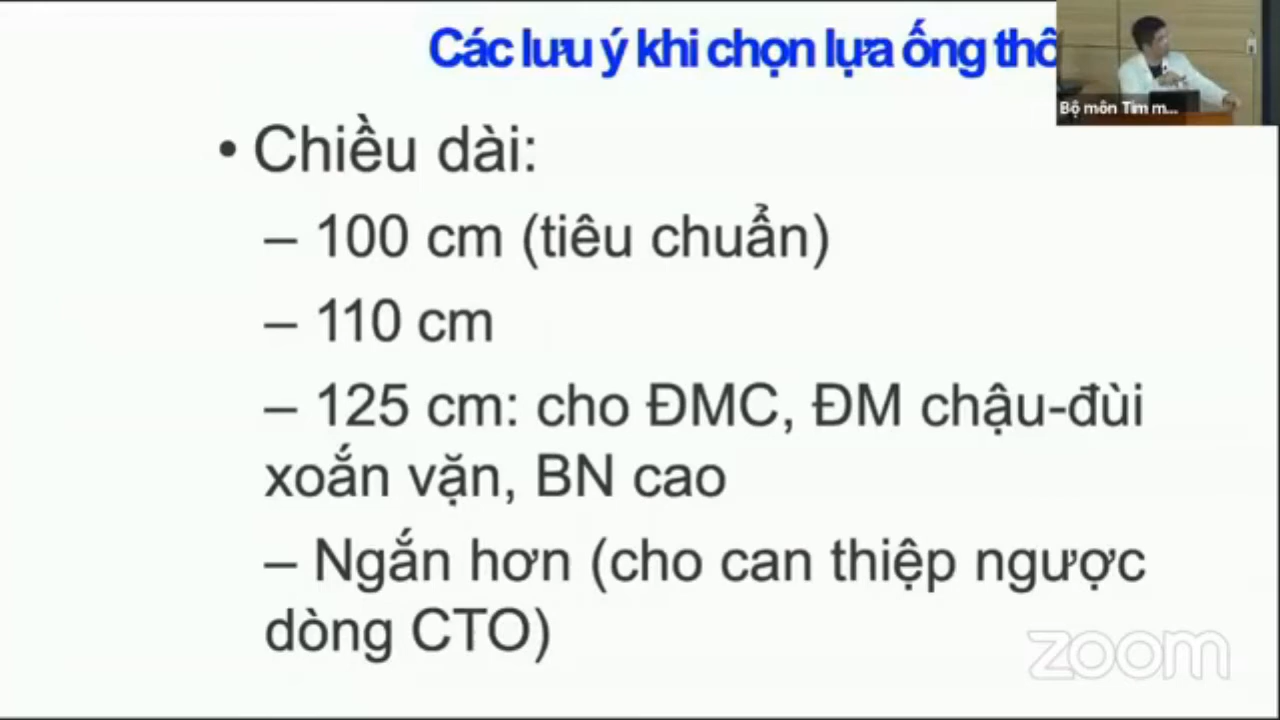 Các lưu ý khi chọn lựa ống
Bộ môn Tim m...
• Chiều dài:
– 100 cm (tiêu chuẩn)
– 110 cm
– 125 cm: cho ĐMC, ĐM chậu-đùi
xoắn vặn, BN cao
– Ngắn hơn (cho can thiệp ngược
dòng CTO)
zoom